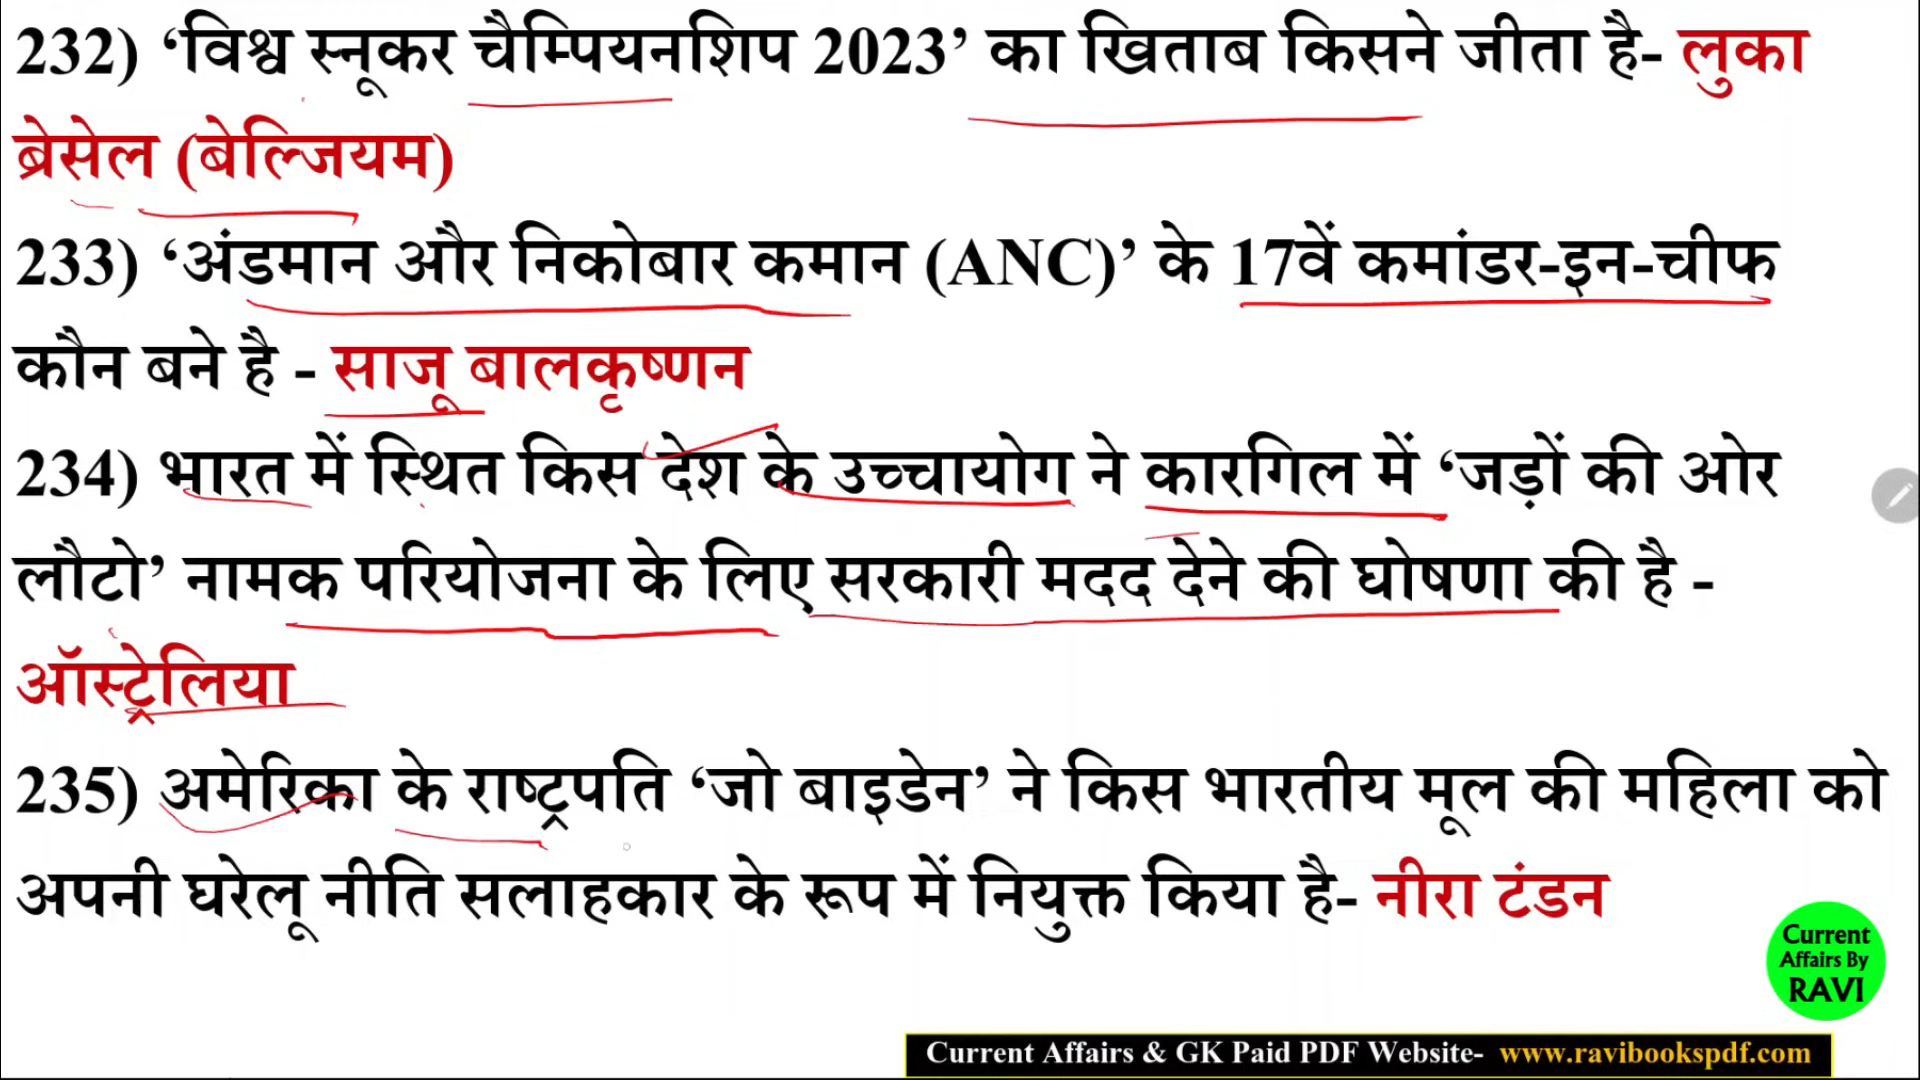 232) ‘विश्व स्नूकर चैम्पियनशिप 2023’ का खिताब किसने जीता है- लुका
ब्रेसेल (बेल्जियम)
233) ‘अंडमान और निकोबार कमान (ANC)’ के 17वें कमांडर-इन-चीफ
कौन बने है - साजू बालकृष्णन
234) भारत में स्थित किस देश के उच्चायोग ने कारगिल में ‘जड़ों की ओर
लौटो’ नामक परियोजना के लिए सरकारी मदद देने की घोषणा की है -
ऑस्ट्रेलिया
235) अमेरिका के राष्ट्रपति ‘जो बाइडेन’ ने किस भारतीय मूल की महिला को
अपनी घरेलू नीति सलाहकार के रूप में नियुक्त किया है- नीरा टंडन
Current
Affairs By
RAVI
Current Affairs & GK Paid PDF Website- www.ravibookspdf.com